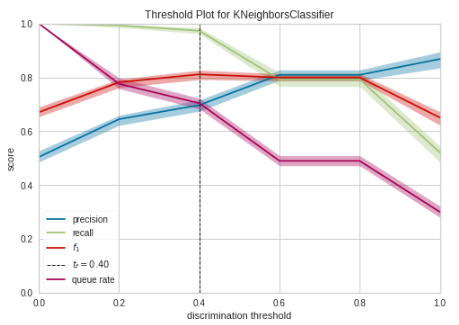 Threshold Plot for KNeighborsClassifier
1.0
0.8
0.6
0.4
0.2
0.0
score
precision
recall
f1
tr = 0.40
queue rate
0.0 0.2 0.4 0.6 0.8 1.0
discrimination threshold